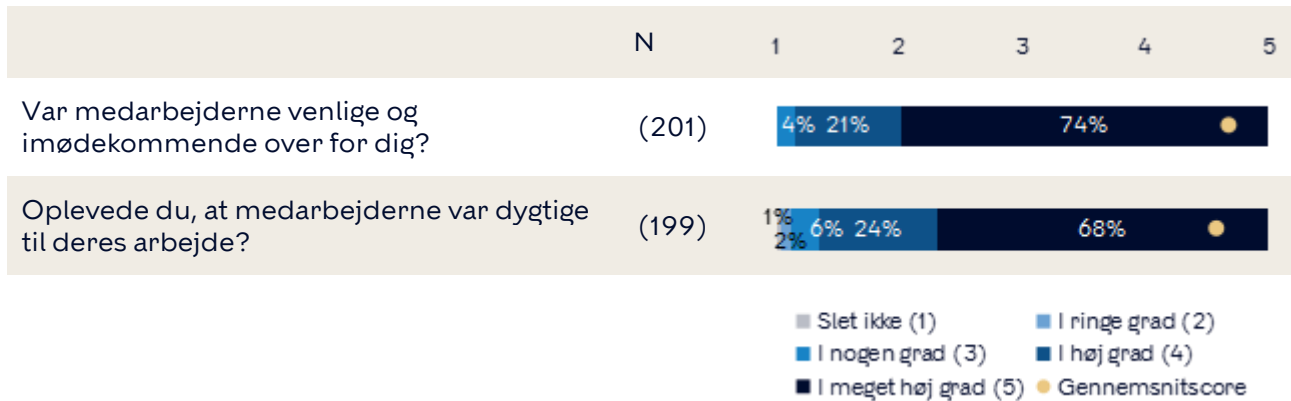 N 1 2 3 4 5
Var medarbejderne venlige og
imødekommende over for dig?
(201) 4% 21% 74%
Oplevede du, at medarbejderne var dygtige
til deres arbejde?
(199) 1% 2% 6% 24% 68%
Slet ikke (1) I ringe grad (2)
I nogen grad (3) I høj grad (4)
I meget høj grad (5) Gennemsnitscore